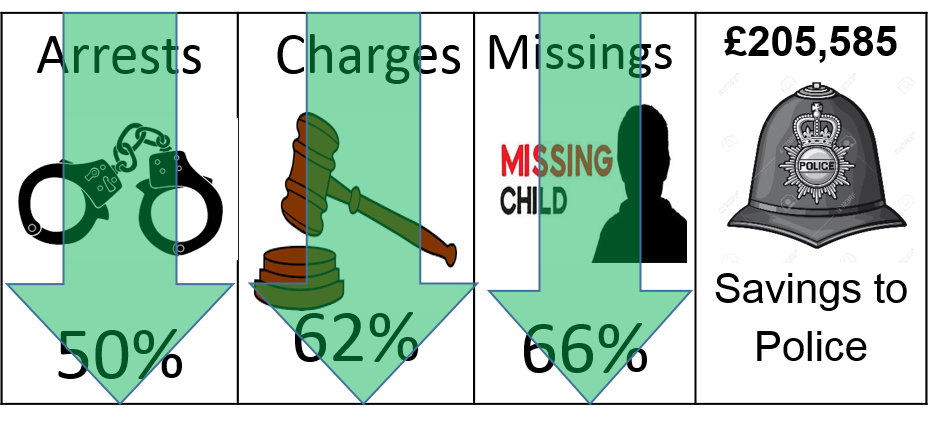 Arrests
50%
Charges
62%
Missings
MISSING
CHILD
66%
£205,585
POLICE
Savings to
Police